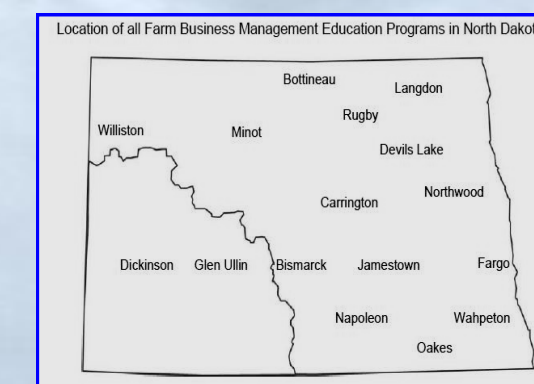 Location of all Farm Business Management Education Programs in North Dakot
Bottineau
Langdon
Rugby
Williston
Minot
Devils Lake
Northwood
Carrington
Dickinson
Glen Ullin
Bismarck
Jamestown
Fargo
Napoleon
Wahpeton
Oakes